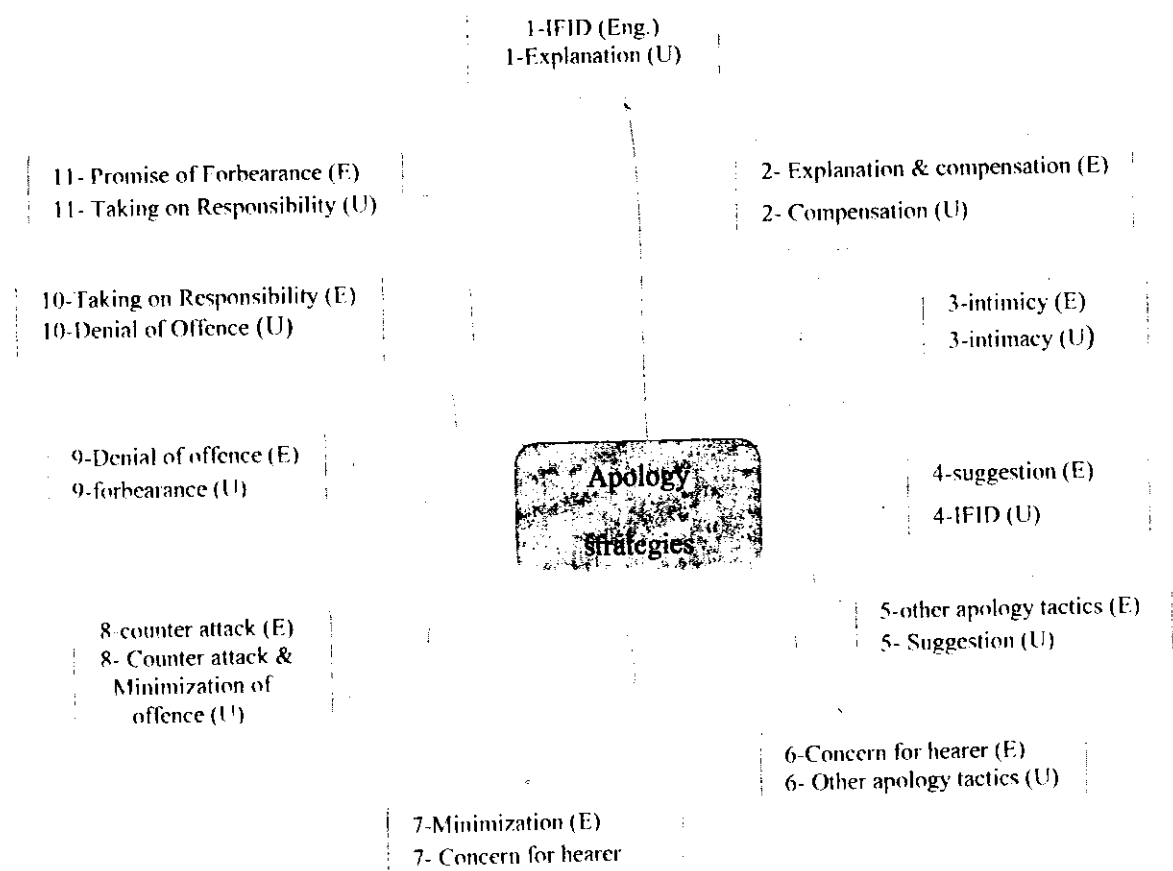 1-IFID (Eng.)
1-Explanation (U)
2- Explanation & compensation (E)
2- Compensation (U)
3-intimicy (E)
3-intimacy (U)
4-suggestion (E)
4-IFID (U)
5-other apology tactics (E)
5- Suggestion (U)
6-Concern for hearer (E)
6- Other apology tactics (U)
7-Minimization (E)
7- Concern for hearer
8-counter attack (E)
8- Counter attack &
Minimization of
offence (U)
9-Denial of offence (E)
9-forbearance (U)
10-Taking on Responsibility (E)
10-Denial of Offence (U)
11- Promise of Forbearance (E)
11- Taking on Responsibility (U)
Apology
strategies